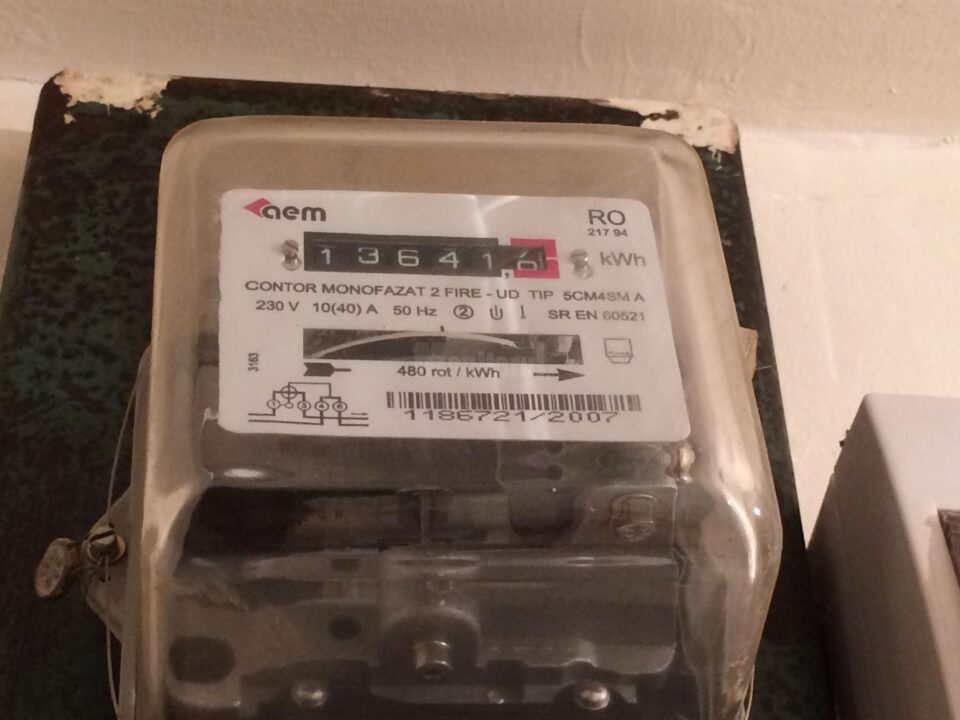 aem
RO
217 94
13641,6 kWh
CONTOR MONOFAZAT 2 FIRE - UD TIP 5CM4SM A
230 V 10(40) A 50 Hz 2 SR EN 60521
3163
480 rot / kWh
1 3 4 6
1186721/2007